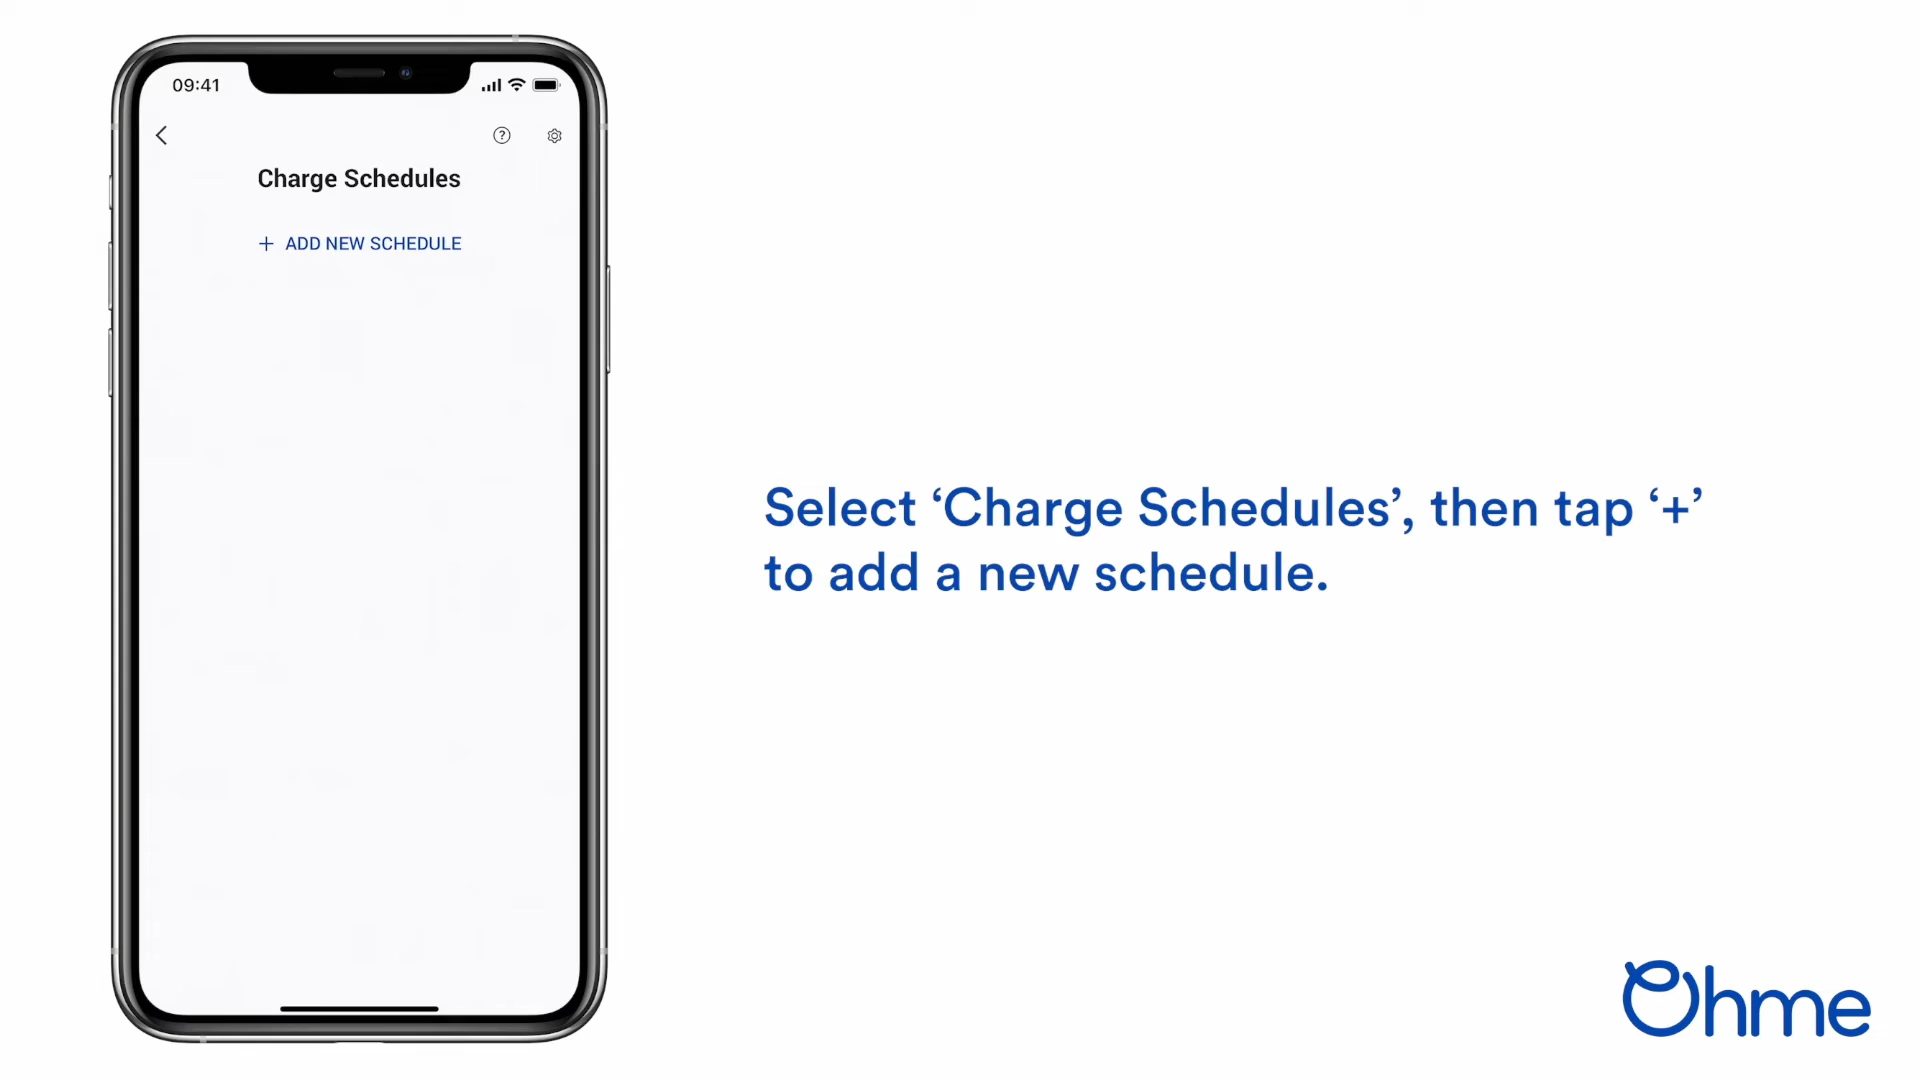 09:41
?
Charge Schedules
+ ADD NEW SCHEDULE
Select ‘Charge Schedules’, then tap ‘+’
to add a new schedule.
Ohme